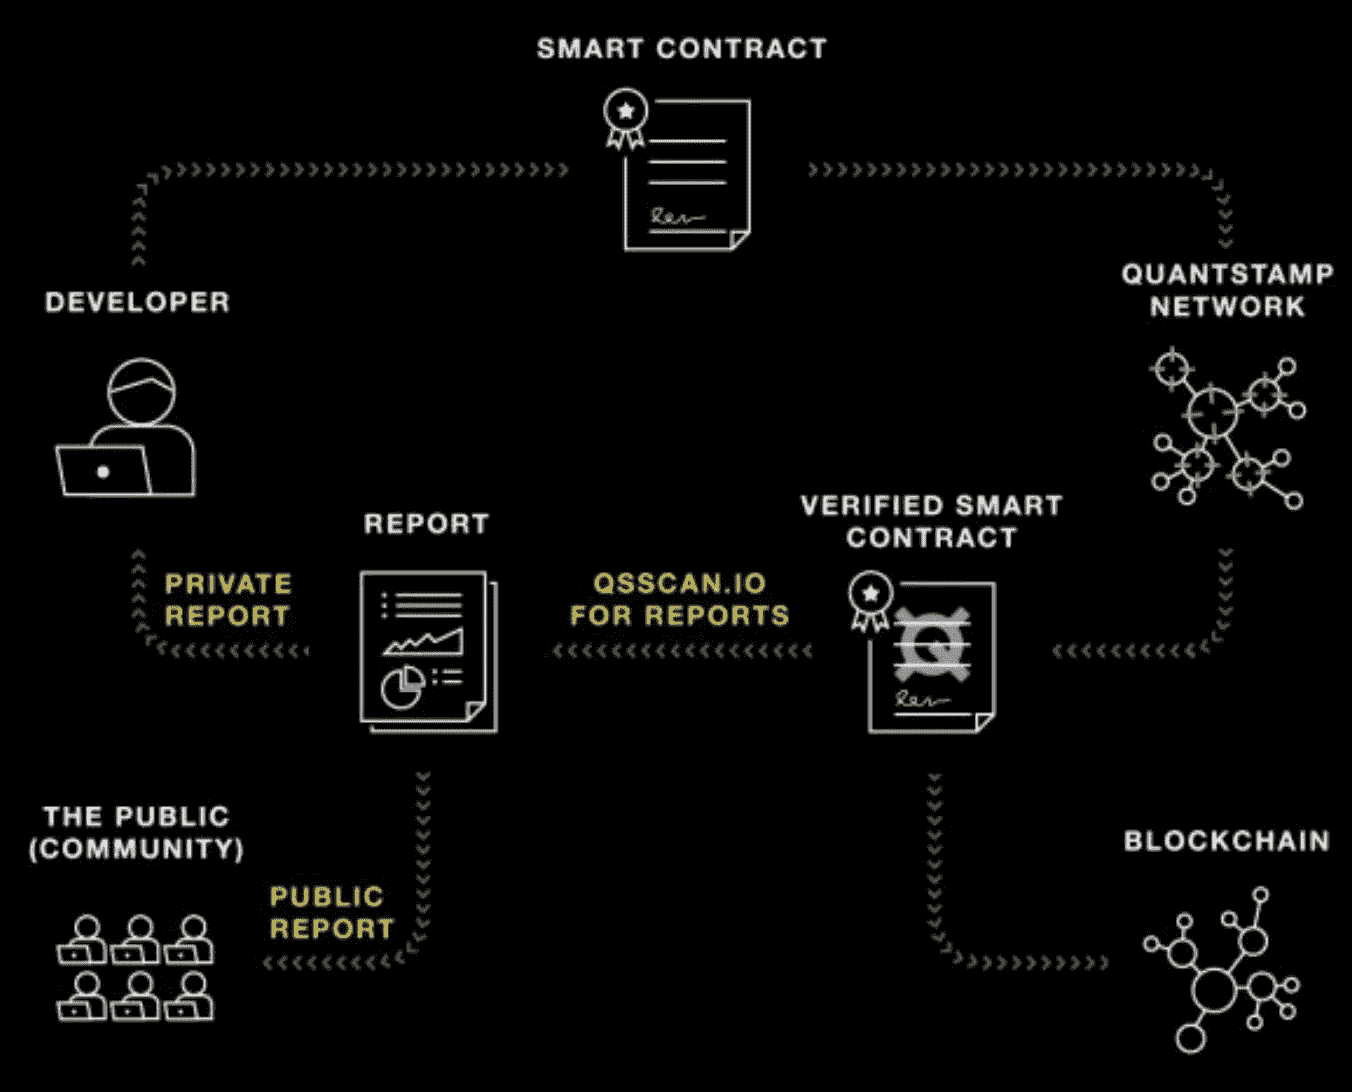 SMART CONTRACT
QUANTSTAMP
NETWORK
DEVELOPER
VERIFIED SMART
CONTRACT
REPORT
PRIVATE
REPORT
QSSCAN.IO
FOR REPORTS
THE PUBLIC
(COMMUNITY)
BLOCKCHAIN
PUBLIC
REPORT